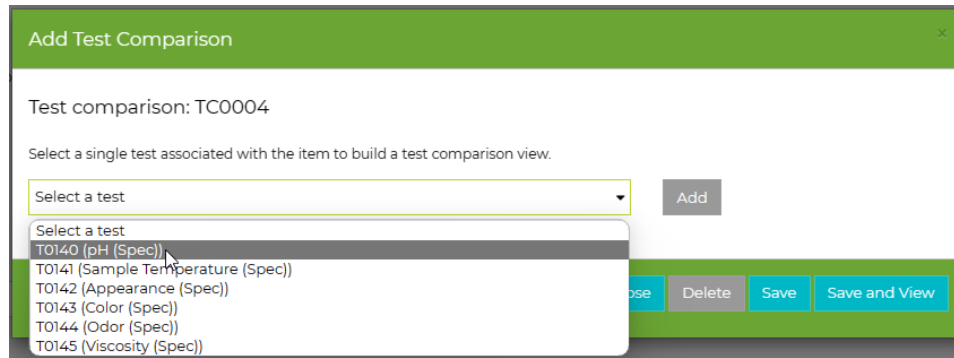 Add Test Comparison
×
Test comparison: TC0004
Select a single test associated with the item to build a test comparison view.
Select a test
Add
Select a test
T0140 (pH (Spec))
T0141 (Sample Temperature (Spec))
T0142 (Appearance (Spec))
T0143 (Color (Spec))
T0144 (Odor (Spec))
T0145 (Viscosity (Spec))
Delete
Save
Save and View